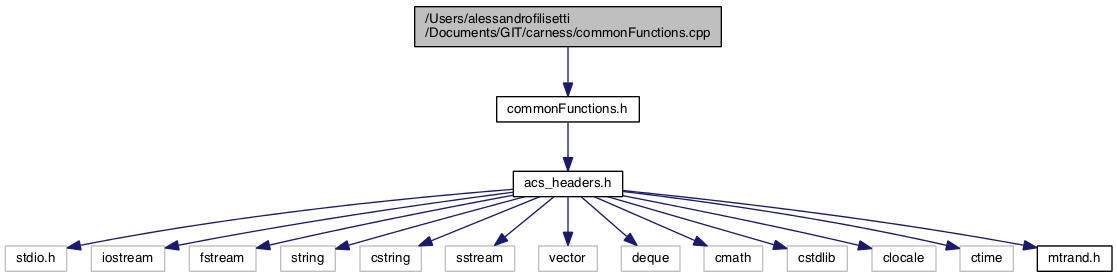 /Users/alessandrofilisetti
/Documents/GIT/carness/commonFunctions.cpp
commonFunctions.h
acs_headers.h
stdio.h iostream fstream string cstring sstream vector deque cmath cstdlib clocale ctime mtrand.h